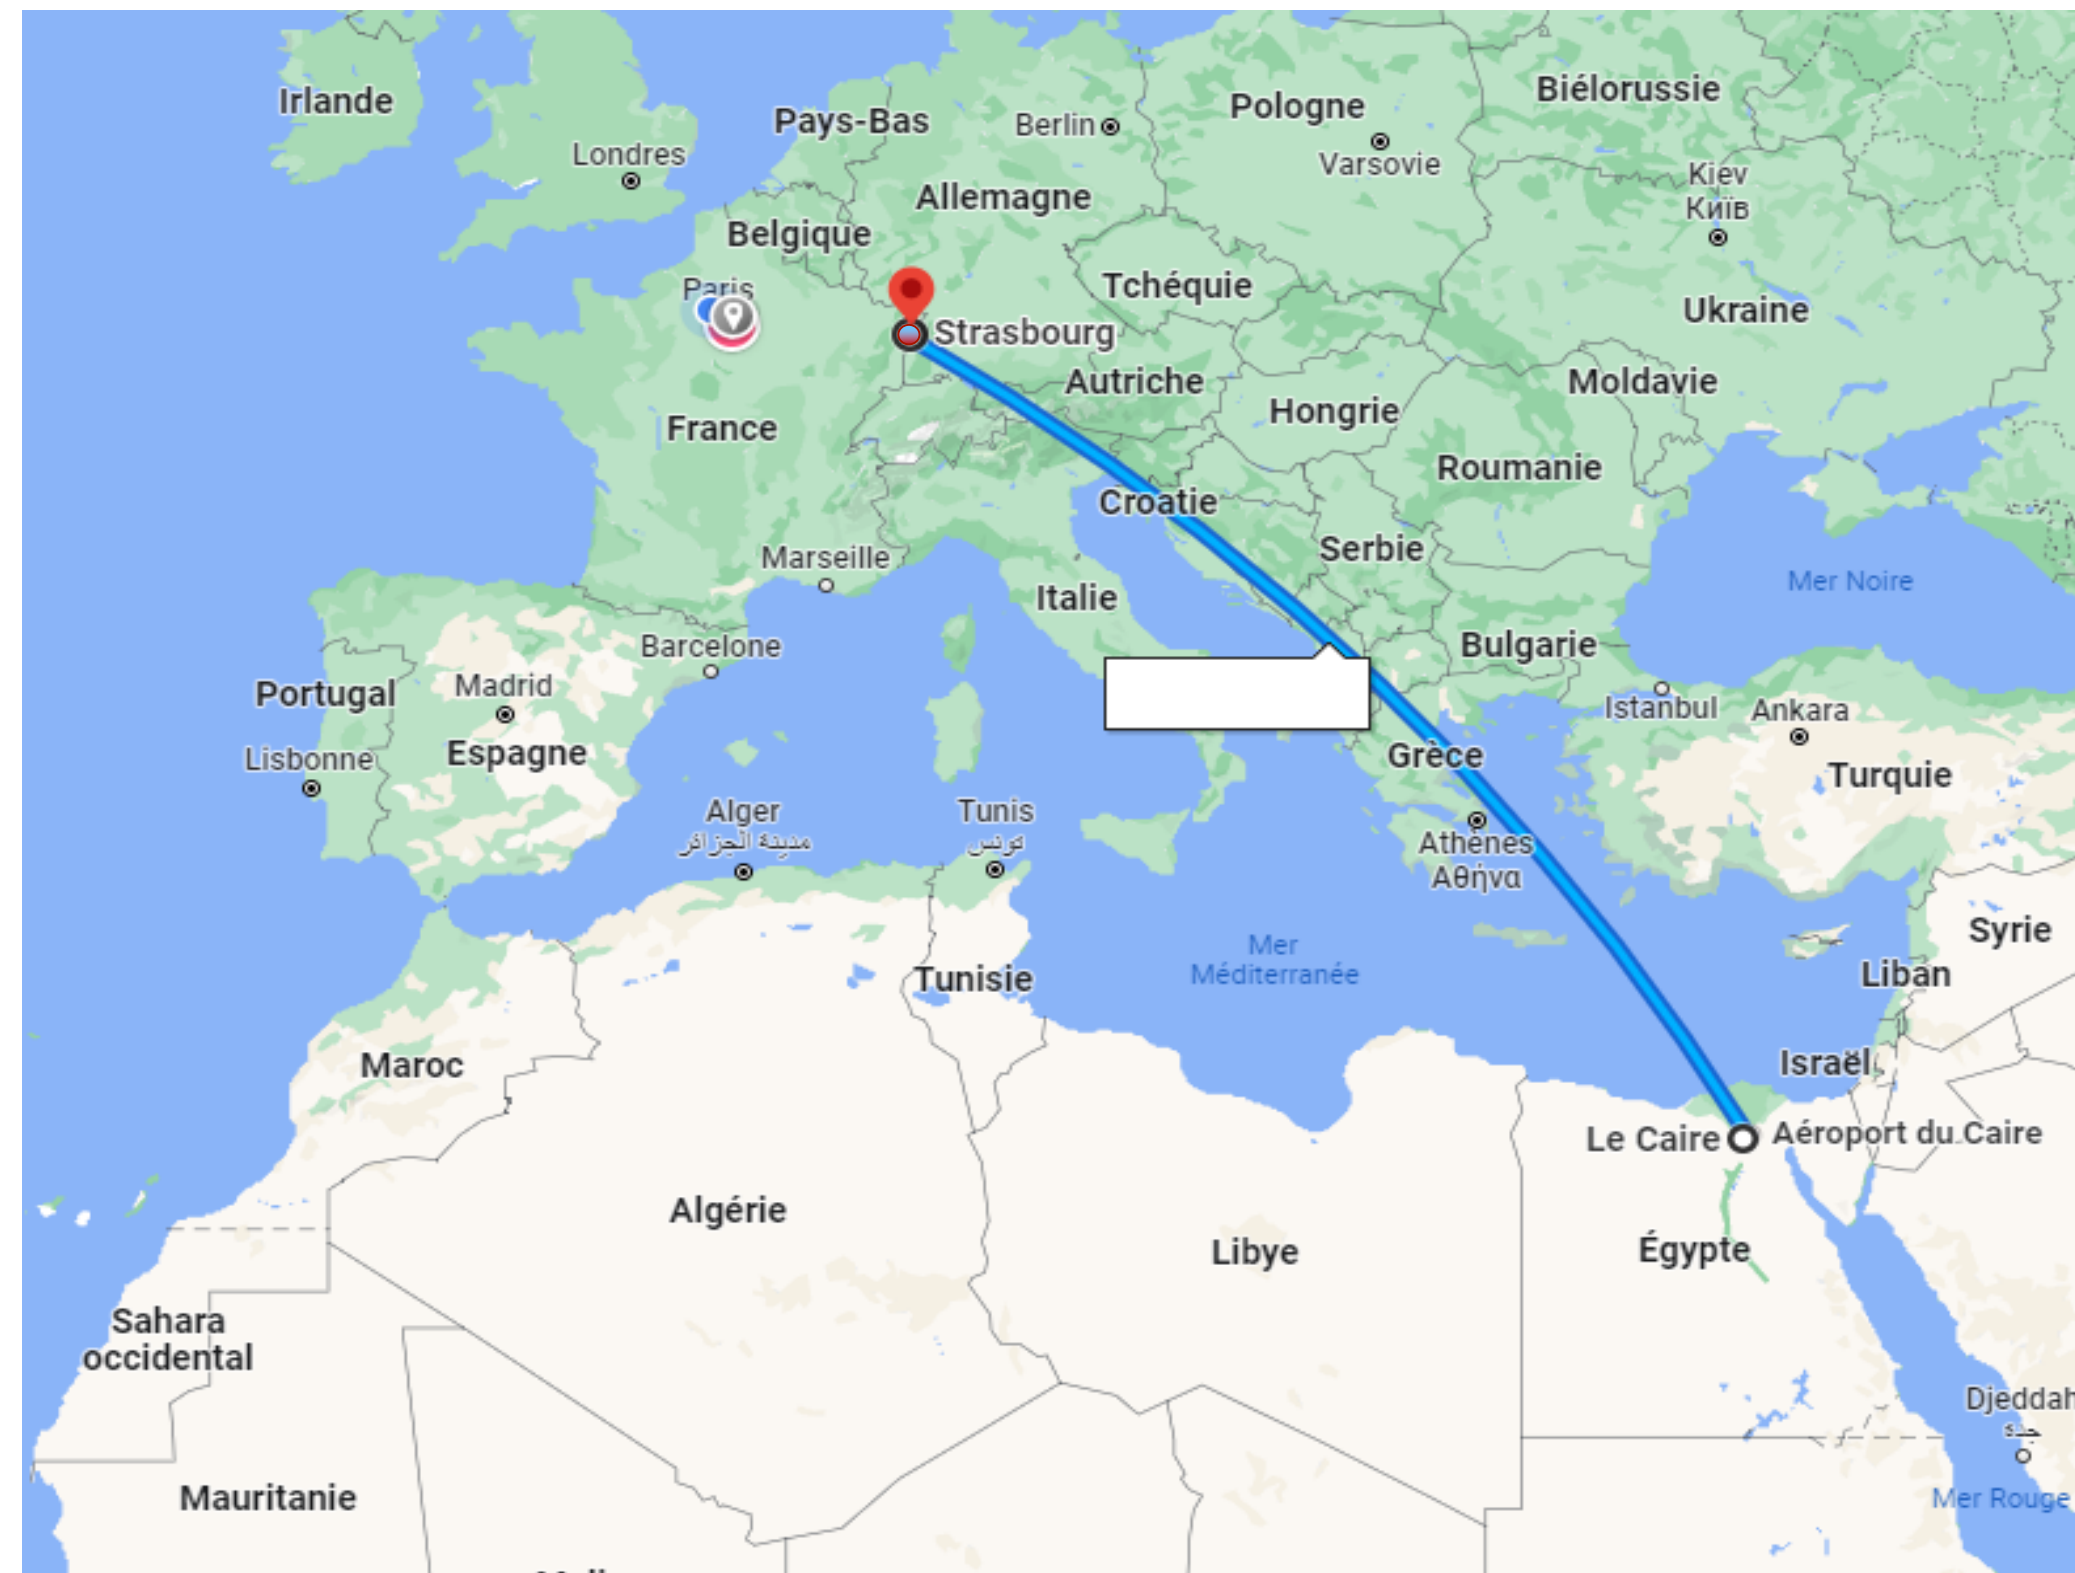 Irlande
Londres
Pays-Bas
Berlin
Pologne
Varsovie
Biélorussie
Kiev
Київ
Allemagne
Belgique
Paris
Tchéquie
Ukraine
Strasbourg
Autriche
Moldavie
Hongrie
France
Roumanie
Croatie
Serbie
Marseille
Italie
Mer Noire
Barcelone
Bulgarie
Portugal
Madrid
Istanbul
Ankara
Lisbonne
Espagne
Grèce
Turquie
Alger
مدينة الجزائر
Tunis
تونس
Athènes
Αθήνα
Syrie
Mer
Méditerranée
Liban
Tunisie
Maroc
Israël
Le Caire
Aéroport du Caire
Algérie
Libye
Égypte
Sahara
occidental
Djeddah
جدة
Mauritanie
Mer Rouge